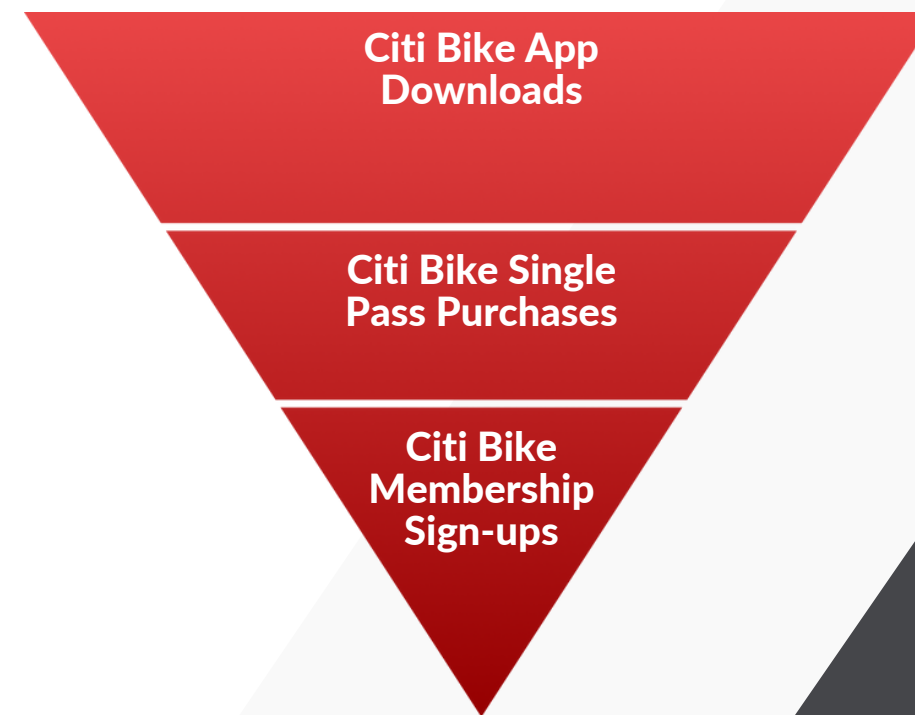 Citi Bike App
Downloads
Citi Bike Single
Pass Purchases
Citi Bike
Membership
Sign-ups